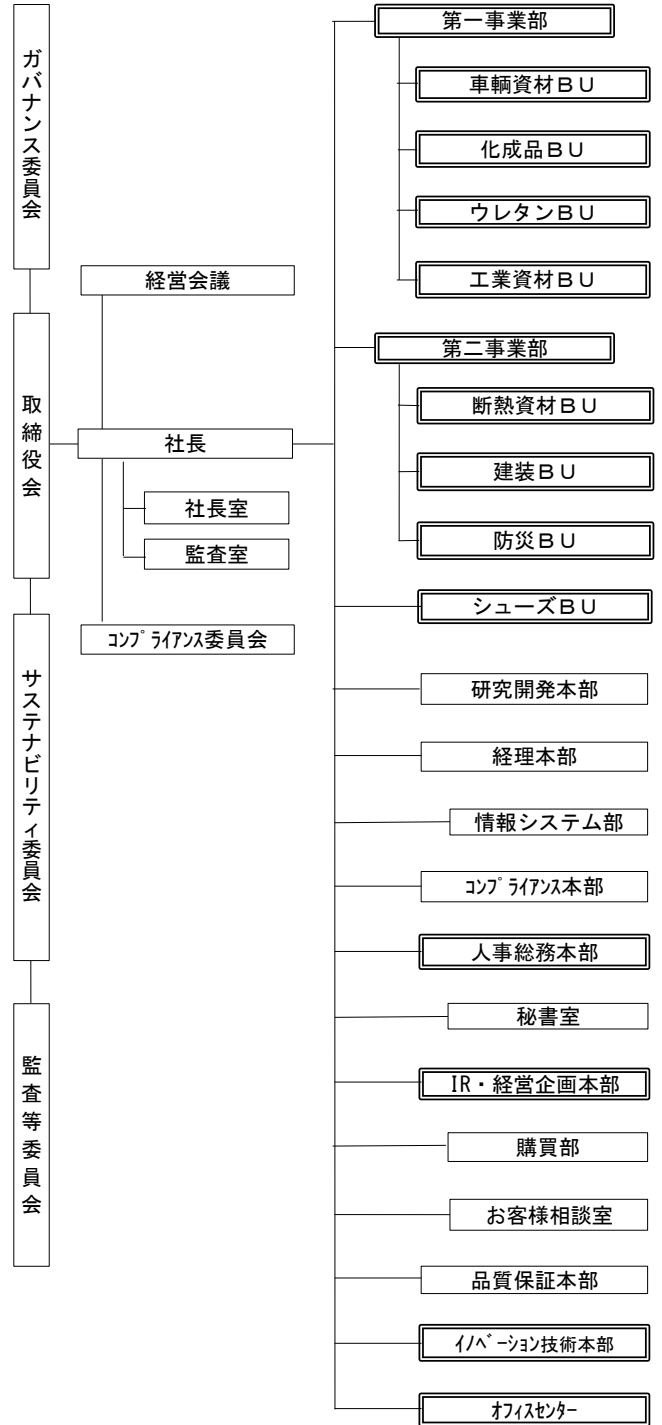 ガバナンス委員会
取締役会
サステナビリティ委員会
監査等委員会
経営会議
社長
社長室
監査室
コンプライアンス委員会
第一事業部
車輌資材BU
化成品BU
ウレタンBU
工業資材BU
第二事業部
断熱資材BU
建装BU
防災BU
シューズBU
研究開発本部
経理本部
情報システム部
コンプライアンス本部
人事総務本部
秘書室
IR・経営企画本部
購買部
お客様相談室
品質保証本部
イノベーション技術本部
オフィスセンター